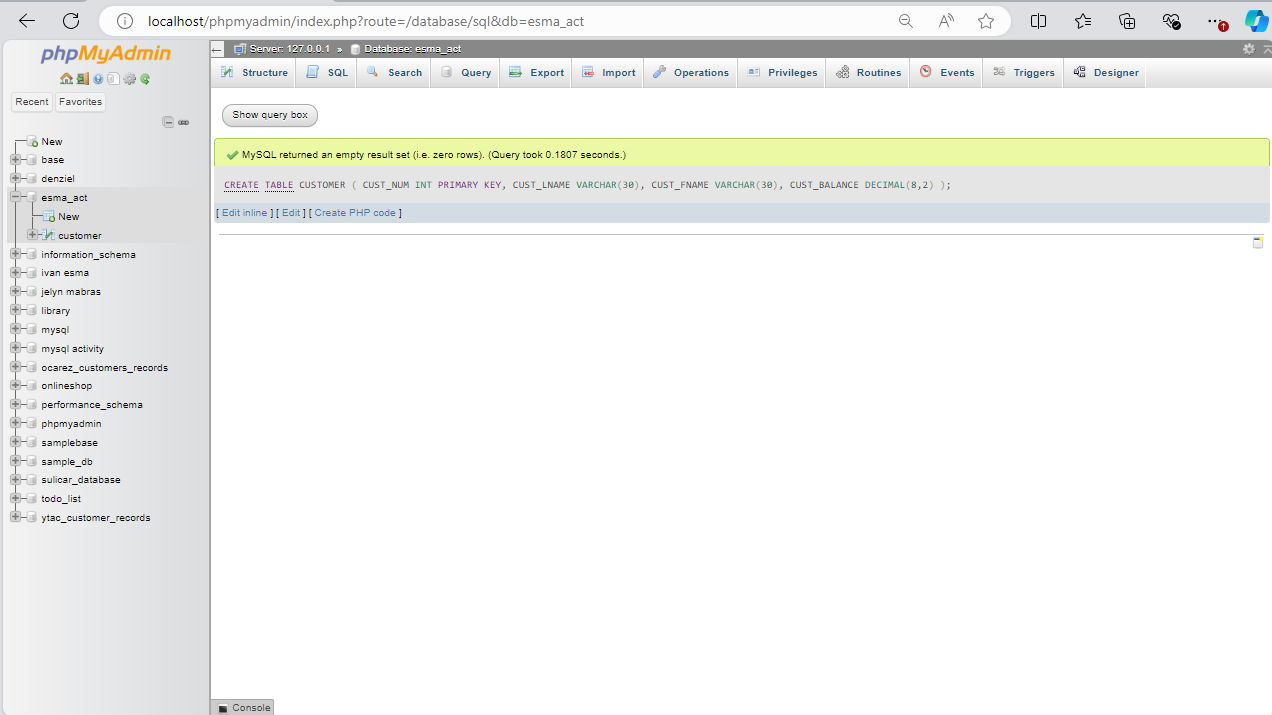 localhost/phpmyadmin/index.php?route=/database/sql&db=esma_act
phpMyAdmin
Recent
Favorites
New
base
denziel
esma_act
New
customer
information_schema
ivan esma
jelyn mabras
library
mysql
mysql activity
ocarez_customers_records
onlineshop
performance_schema
phpmyadmin
samplebase
sample_db
sulicar_database
todo_list
ytac_customer_records
Server: 127.0.0.1 » Database: esma_act
Structure SQL Search Query Export Import Operations Privileges Routines Events Triggers Designer
Show query box
MySQL returned an empty result set (i.e. zero rows). (Query took 0.1807 seconds.)
CREATE TABLE CUSTOMER ( CUST_NUM INT PRIMARY KEY, CUST_LNAME VARCHAR(30), CUST_FNAME VARCHAR(30), CUST_BALANCE DECIMAL(8,2) );
[ Edit inline ] [ Edit ] [ Create PHP code ]
Console